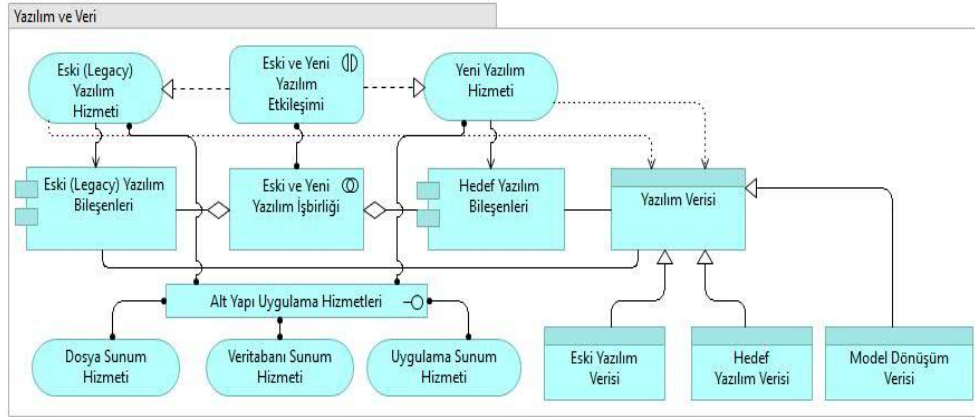 Yazılım ve Veri
Eski (Legacy)
Yazılım
Hizmeti
Eski ve Yeni
Yazılım
Etkileşimi
Yeni Yazılım
Hizmeti
Eski (Legacy) Yazılım
Bileşenleri
Eski ve Yeni
Yazılım İşbirliği
Hedef Yazılım
Bileşenleri
Yazılım Verisi
Alt Yapı Uygulama Hizmetleri
Dosya Sunum
Hizmeti
Veritabanı Sunum
Hizmeti
Uygulama Sunum
Hizmeti
Eski Yazılım
Verisi
Hedef
Yazılım Verisi
Model Dönüşüm
Verisi